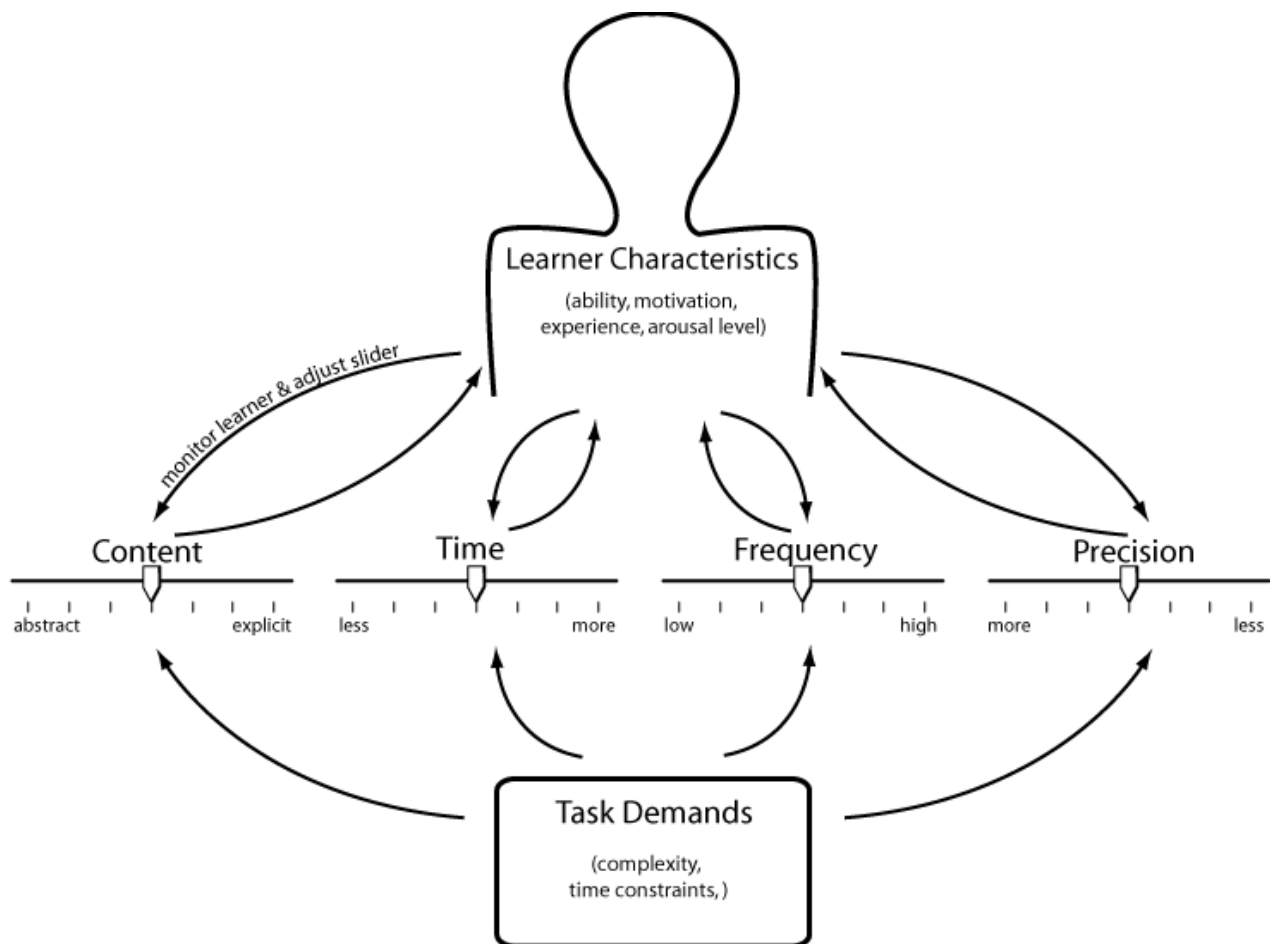 Learner Characteristics
(ability, motivation,
experience, arousal level)
monitor learner & adjust slider
Content
Time
Frequency
Precision
abstract
explicit
less
more
low
high
more
less
Task Demands
(complexity,
time constraints, )